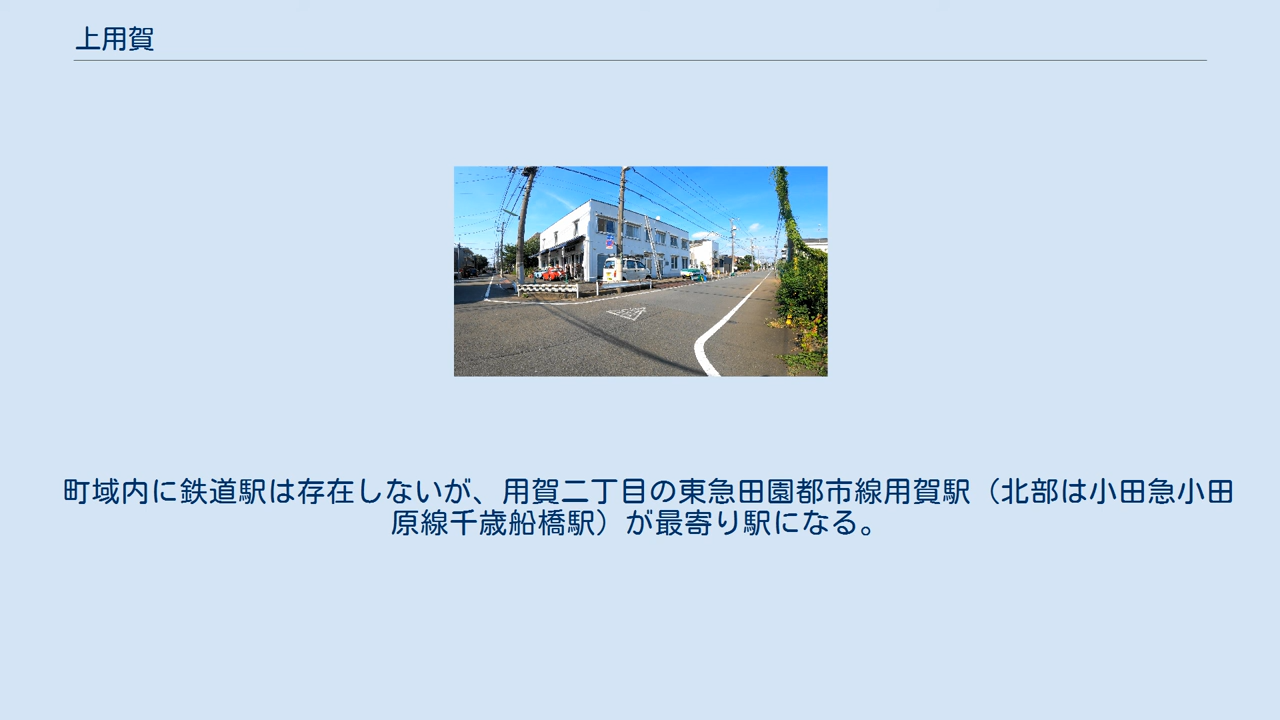 上用賀
町域内に鉄道駅は存在しないが、用賀二丁目の東急田園都市線用賀駅（北部は小田急小田
原線千歳船橋駅）が最寄り駅になる。